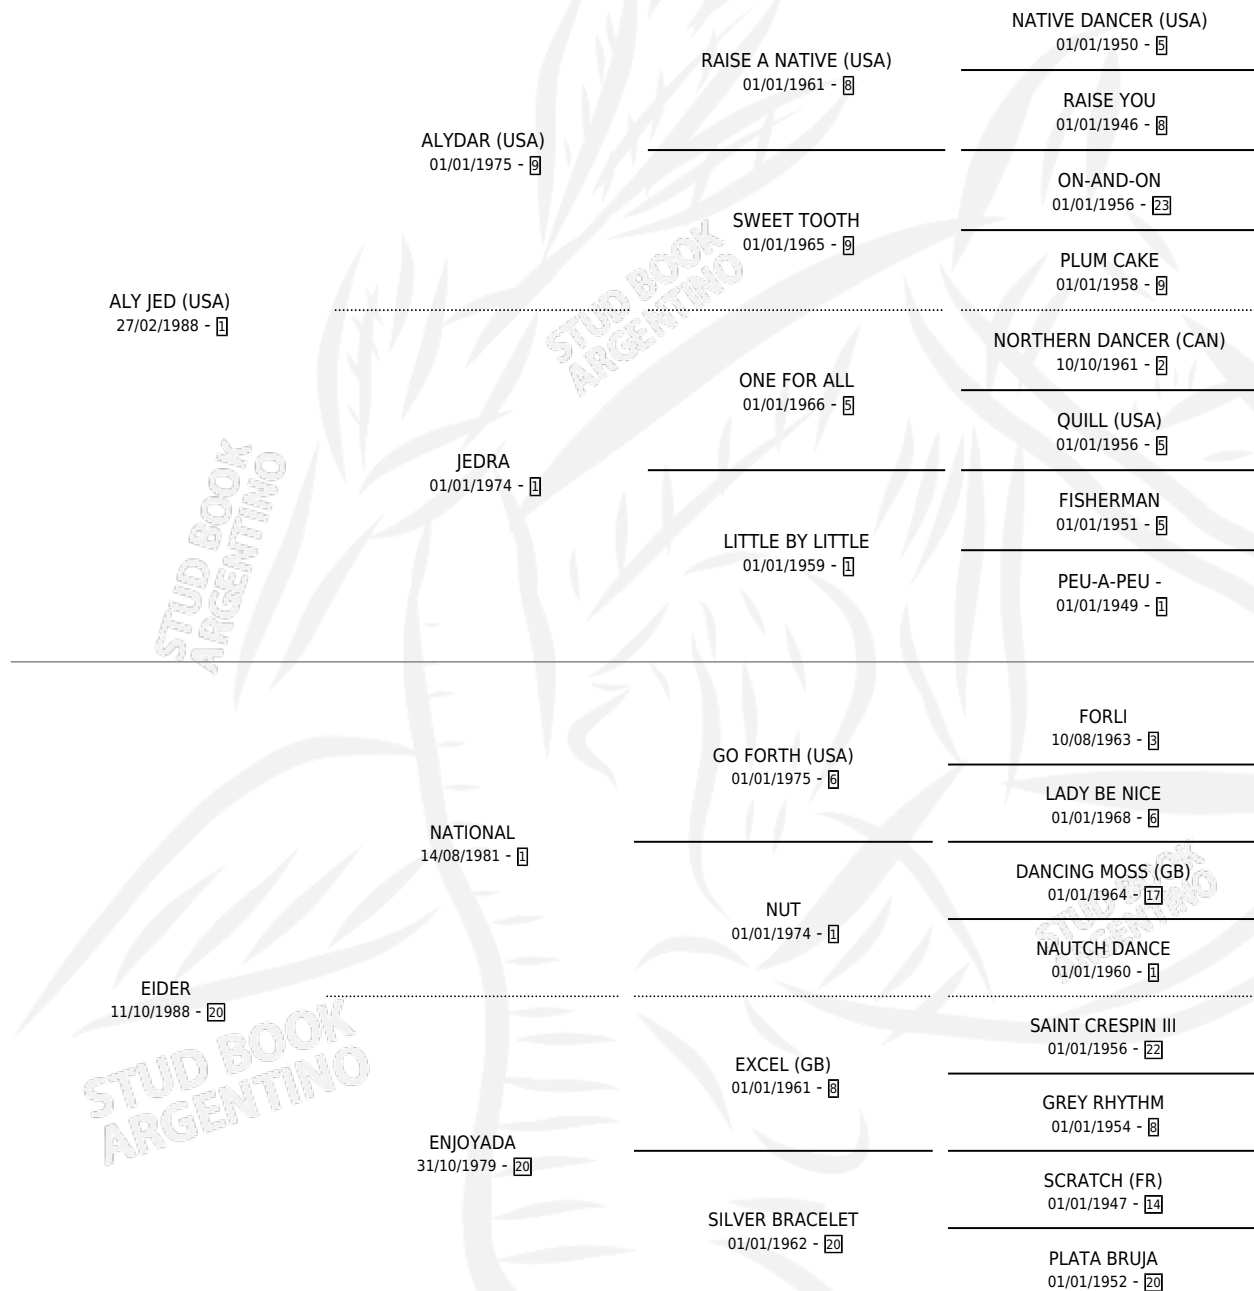 NATIVE DANCER (USA)
01/01/1950 - 5
RAISE A NATIVE (USA)
01/01/1961 - 8
RAISE YOU
01/01/1946 - 8
ALYDAR (USA)
01/01/1975 - 9
ON-AND-ON
01/01/1956 - 23
SWEET TOOTH
01/01/1965 - 9
PLUM CAKE
01/01/1958 - 9
ALY JED (USA)
27/02/1988 - 1
NORTHERN DANCER (CAN)
10/10/1961 - 2
ONE FOR ALL
01/01/1966 - 5
QUILL (USA)
01/01/1956 - 5
JEDRA
01/01/1974 - 1
FISHERMAN
01/01/1951 - 5
LITTLE BY LITTLE
01/01/1959 - 1
PEU-A-PEU -
01/01/1949 - 1
FORLI
10/08/1963 - 3
GO FORTH (USA)
01/01/1975 - 6
LADY BE NICE
01/01/1968 - 6
NATIONAL
14/08/1981 - 1
DANCING MOSS (GB)
01/01/1964 - 17
NUT
01/01/1974 - 1
NAUTCH DANCE
01/01/1960 - 1
EIDER
11/10/1988 - 20
SAINT CRESPIN III
01/01/1956 - 22
EXCEL (GB)
01/01/1961 - 8
GREY RHYTHM
01/01/1954 - 8
ENJOYADA
31/10/1979 - 20
SCRATCH (FR)
01/01/1947 - 14
SILVER BRACELET
01/01/1962 - 20
PLATA BRUJA
01/01/1952 - 20
STUD BOOK
ARGENTINO
STUD BOOK
ARGENTINO
STUD BOOK
ARGENTINO
STUD BOOK
ARGENTINO